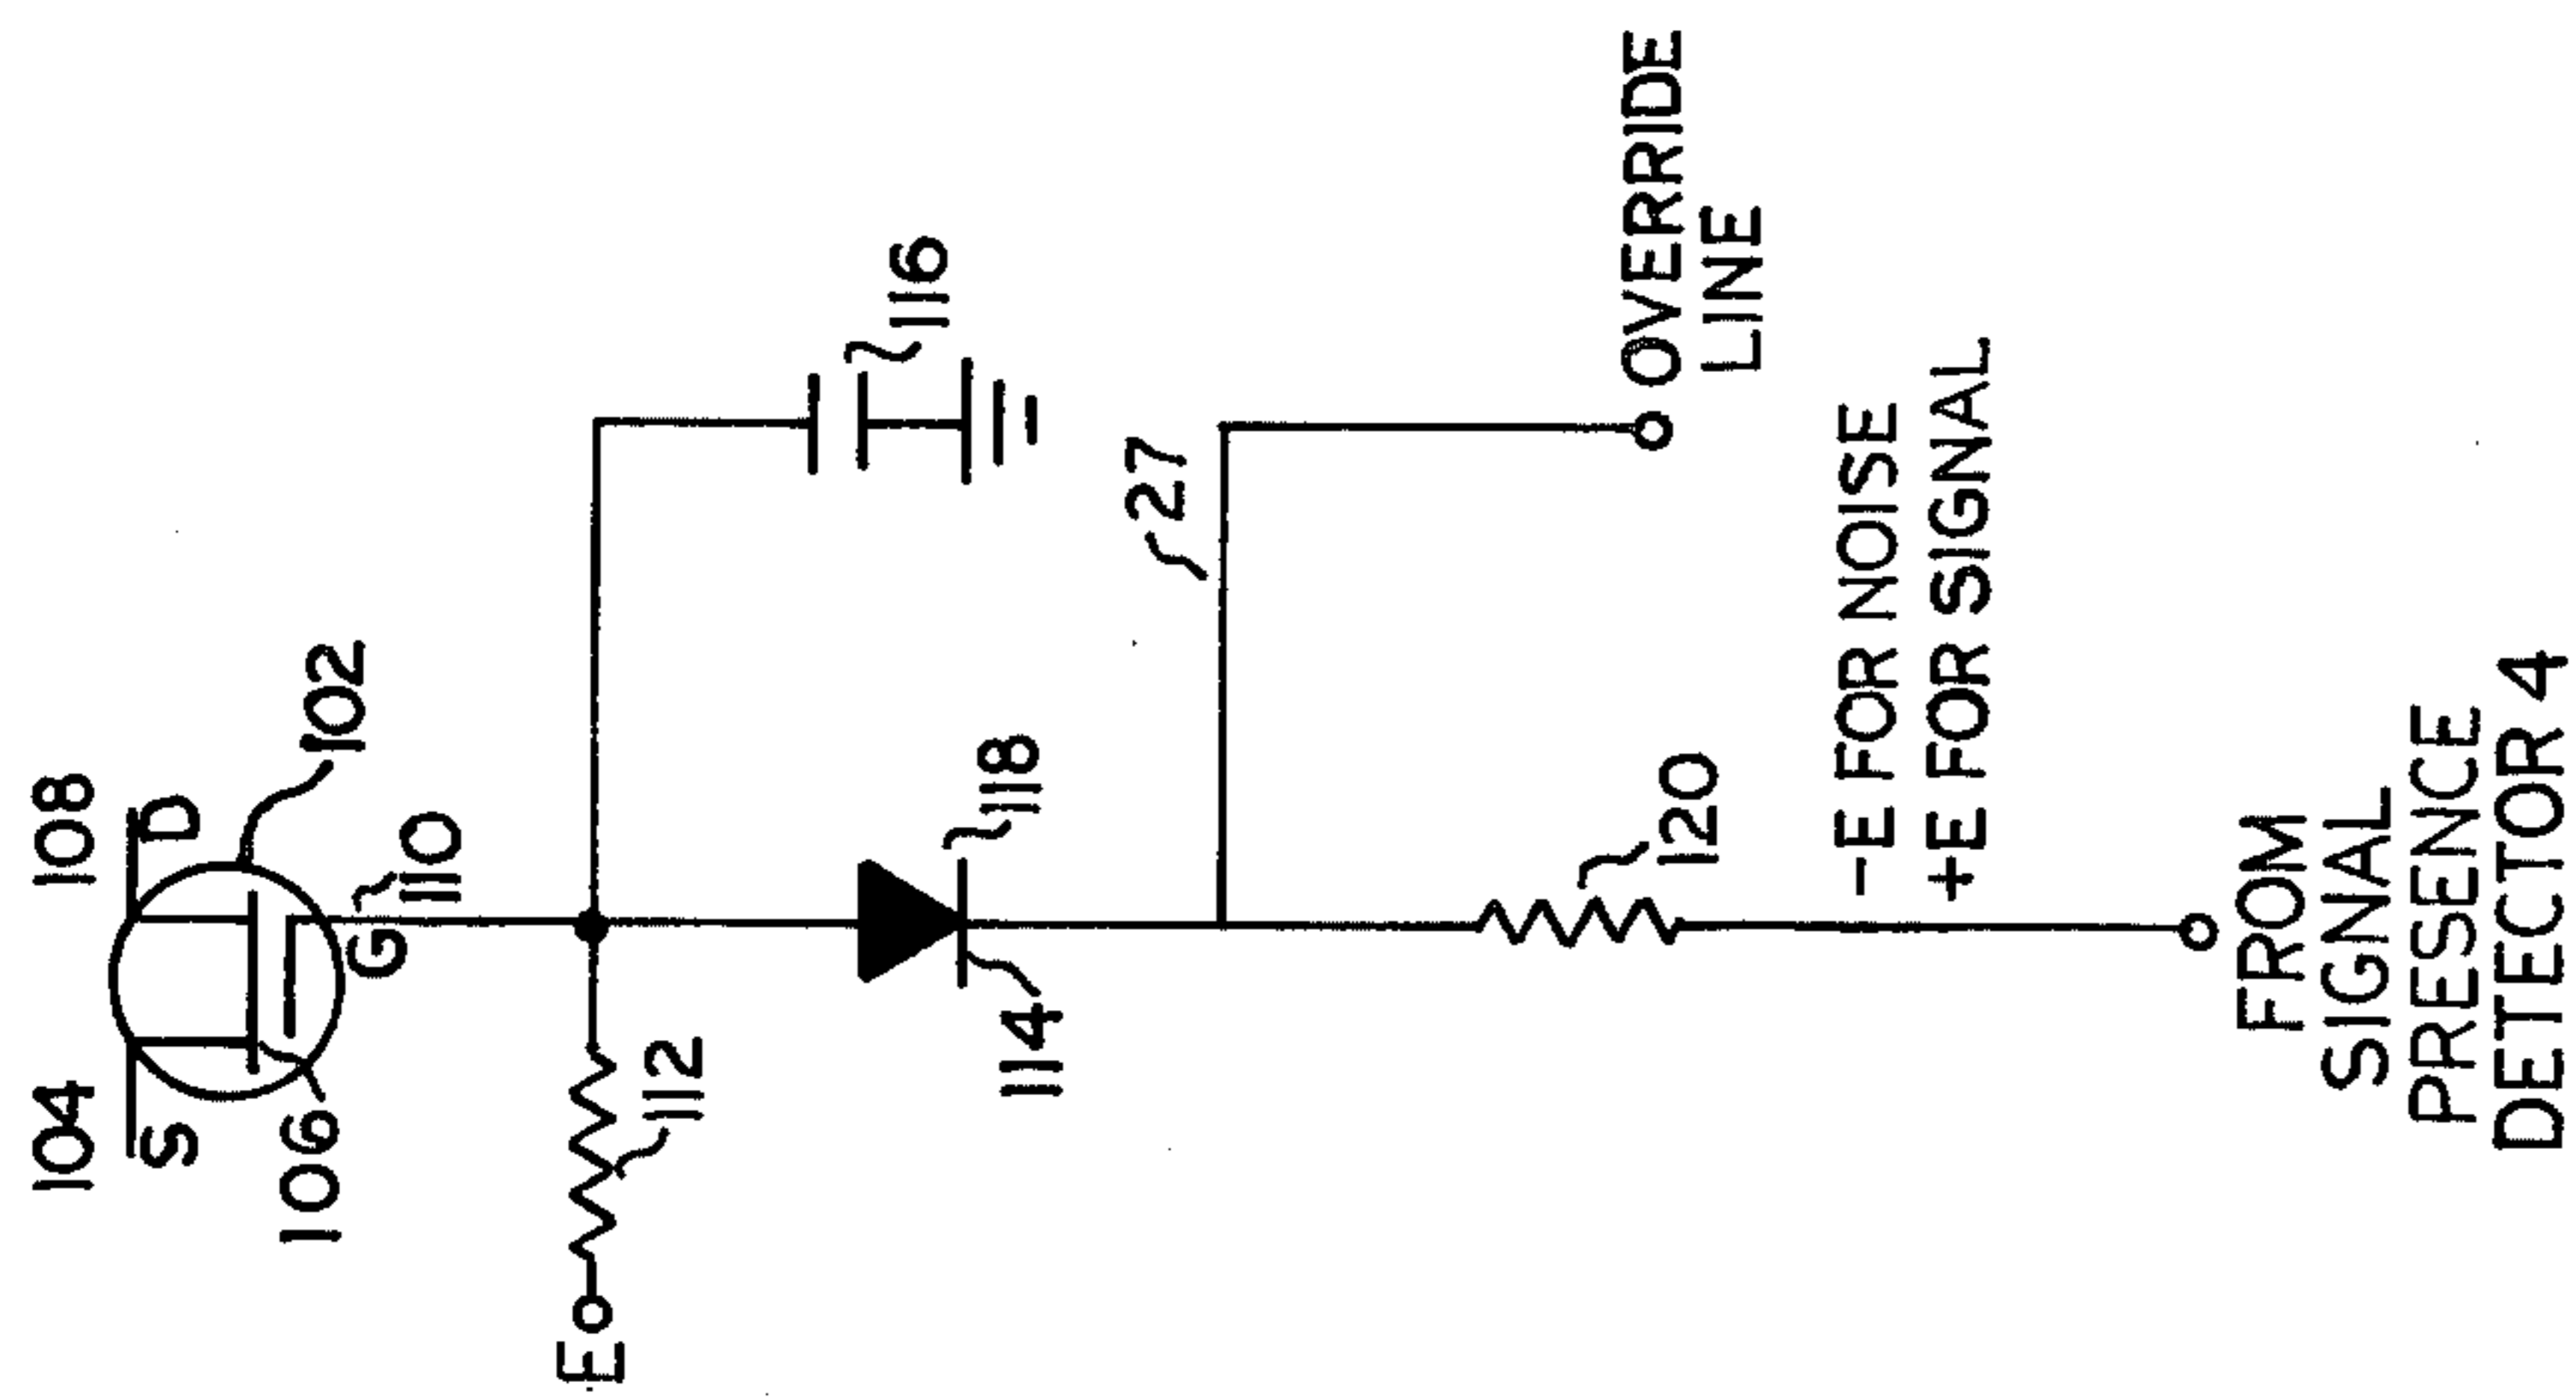 104
S
106
108
D
102
G
110
E
112
116
118
114
27
OVERRIDE
LINE
120
-E FOR NOISE
+E FOR SIGNAL
FROM
SIGNAL
PRESENCE
DETECTOR 4